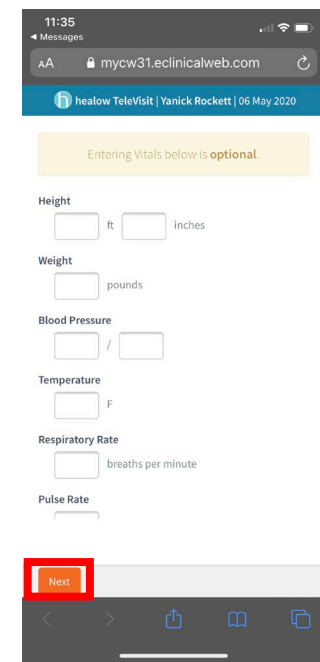 11:35
◄ Messages
AA mycw31.eclinicalweb.com
healow TeleVisit | Yanick Rockett | 06 May 2020
Entering Vitals below is optional.
Height
ft inches
Weight
pounds
Blood Pressure
/
Temperature
F
Respiratory Rate
breaths per minute
Pulse Rate
Next